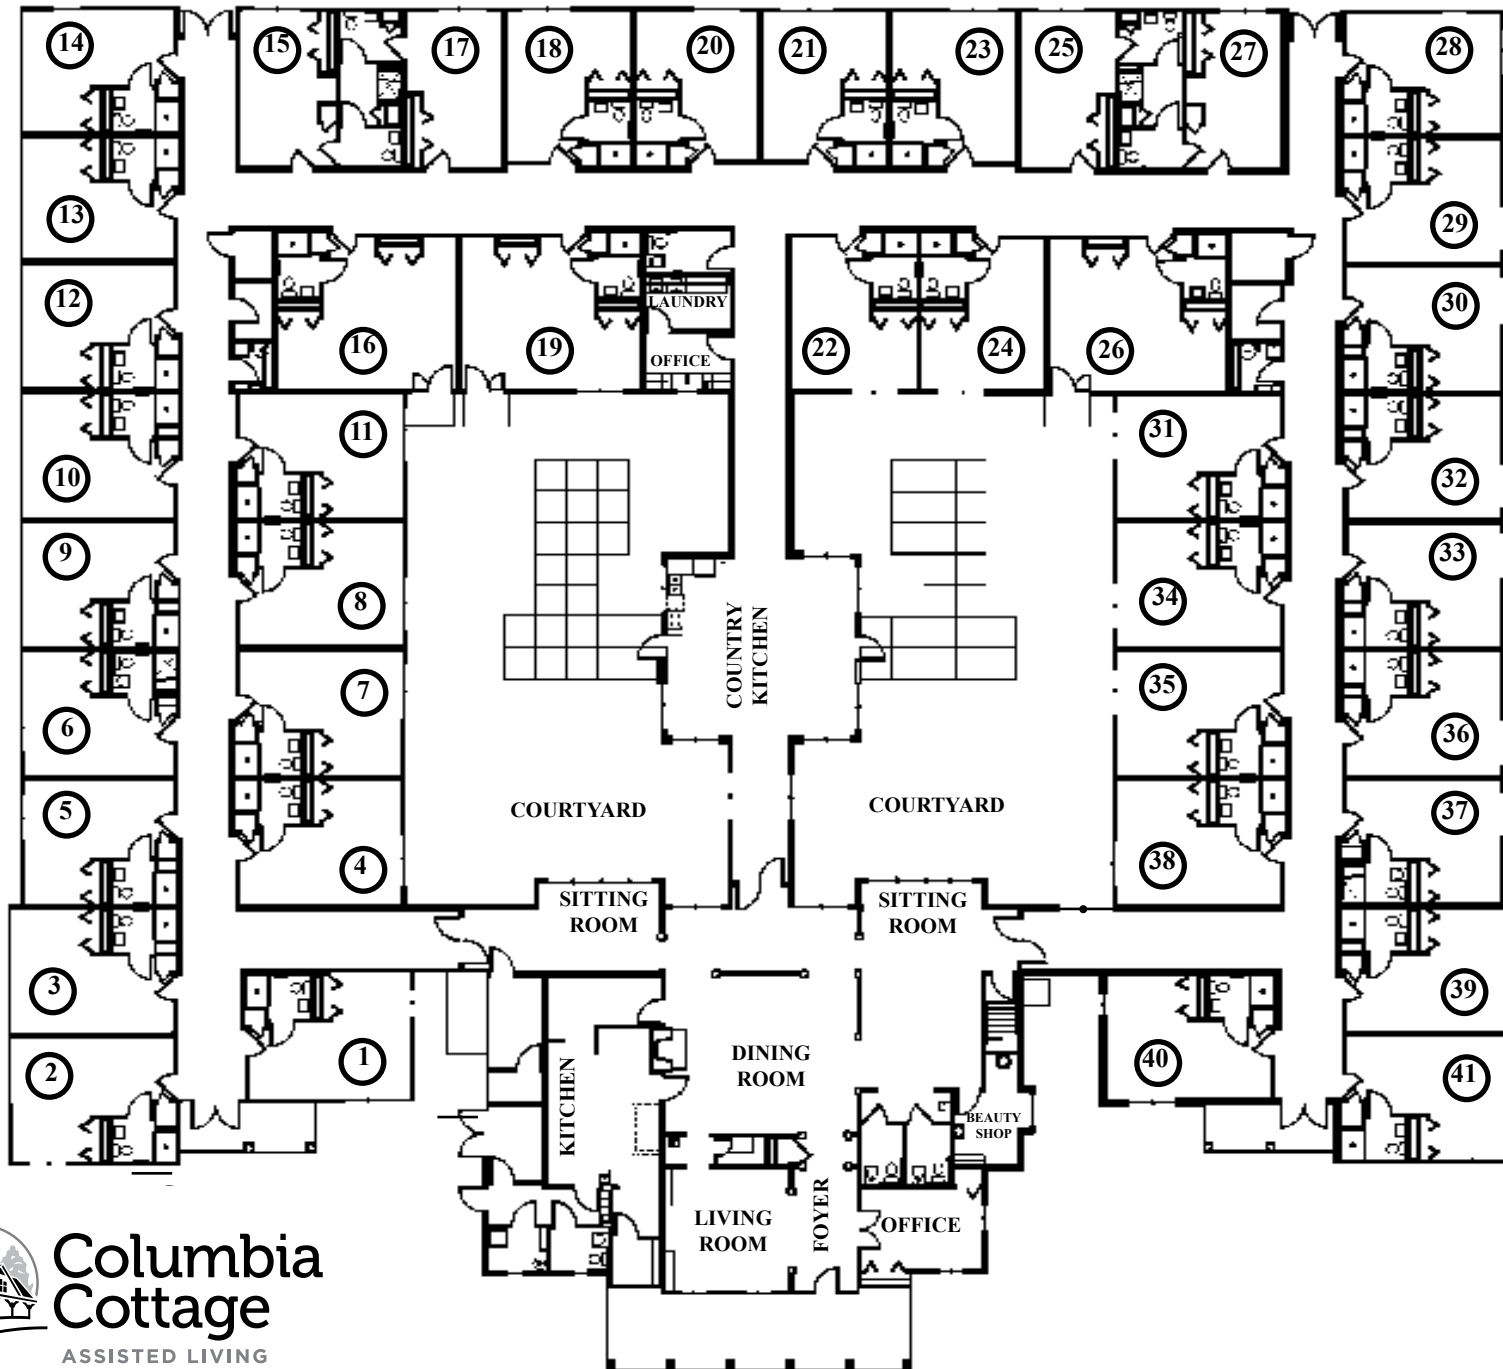 14
15
17
18
20
21
23
25
27
28
13
29
12
16
19
LAUNDRY
OFFICE
22
24
26
30
11
31
10
32
9
8
COUNTRY
KITCHEN
34
33
7
35
6
36
5
COURTYARD
COURTYARD
37
4
38
SITTING
ROOM
SITTING
ROOM
3
39
2
1
KITCHEN
DINING
ROOM
40
41
BEAUTY
SHOP
LIVING
ROOM
FOYER
OFFICE
Columbia
Cottage
ASSISTED LIVING